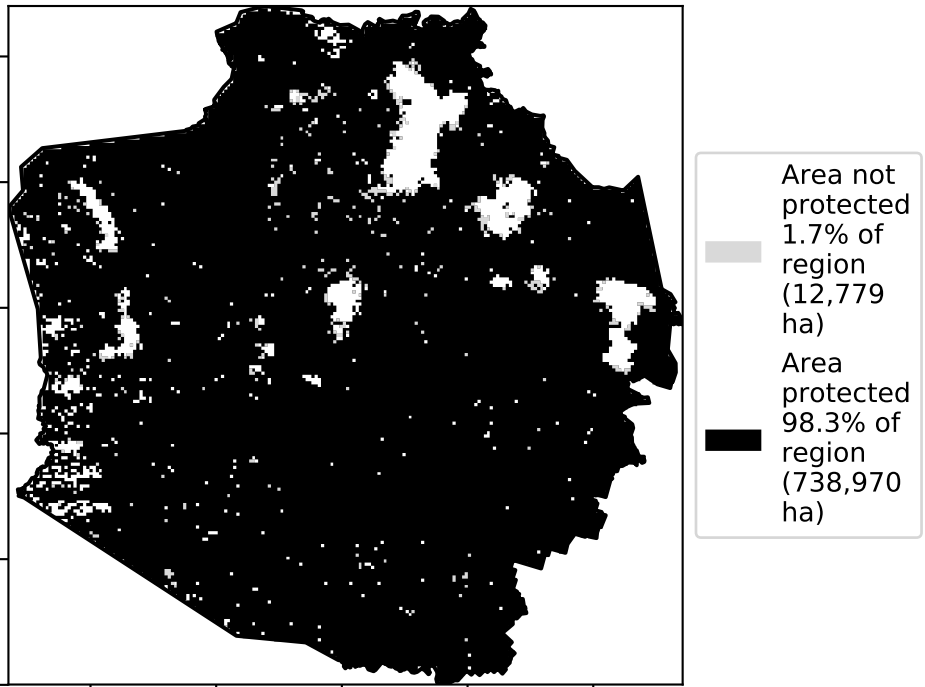 Area not
protected
1.7% of
region
(12,779
ha)
Area
protected
98.3% of
region
(738,970
ha)